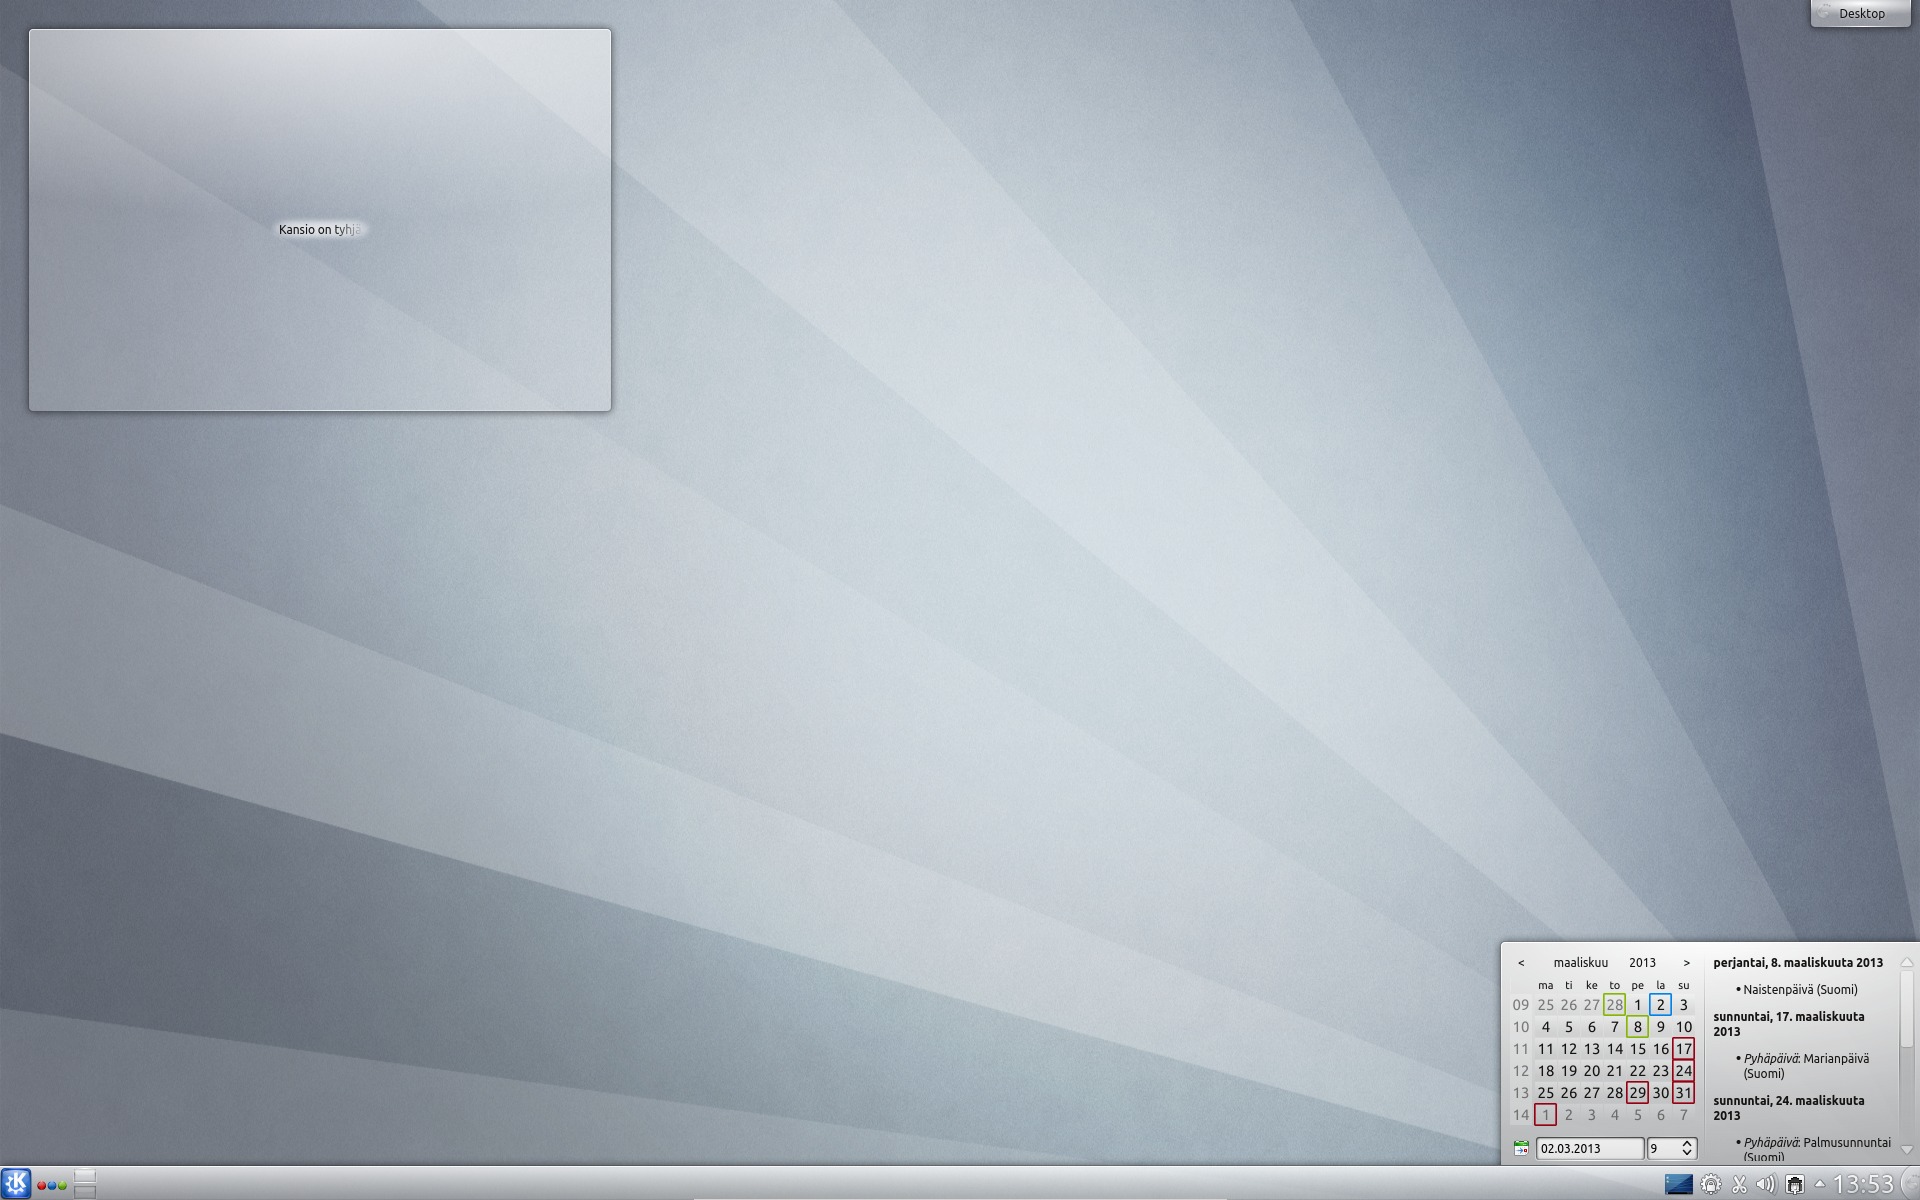 Desktop
Kansio on tyhjä
< maaliskuu 2013 >
ma ti ke to pe la su
09 25 26 27 28 1 2 3
10 4 5 6 7 8 9 10
11 11 12 13 14 15 16 17
12 18 19 20 21 22 23 24
13 25 26 27 28 29 30 31
14 1 2 3 4 5 6 7
02.03.2013 9
perjantai, 8. maaliskuuta 2013
• Naistenpäivä (Suomi)
sunnuntai, 17. maaliskuuta
2013
• Pyhäpäivä: Marianpäivä
(Suomi)
sunnuntai, 24. maaliskuuta
2013
• Pyhäpäivä: Palmusunnuntai
(Suomi)
13:53